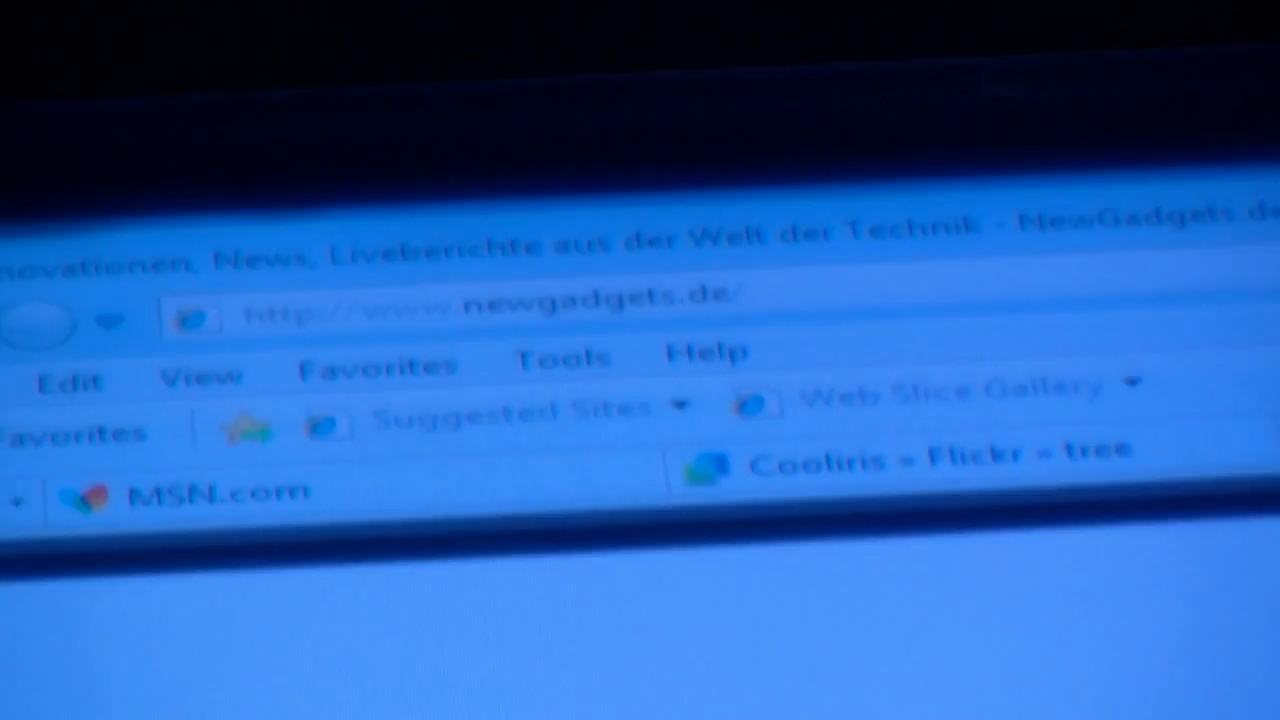 novationen, News, Liveberichte aus der Welt der Technik - NewGadgets.de
http://www.newgadgets.de/
Edit View Favorites Tools Help
avorites Suggested Sites Web Slice Gallery
MSN.com Cooliris » Flickr » tree